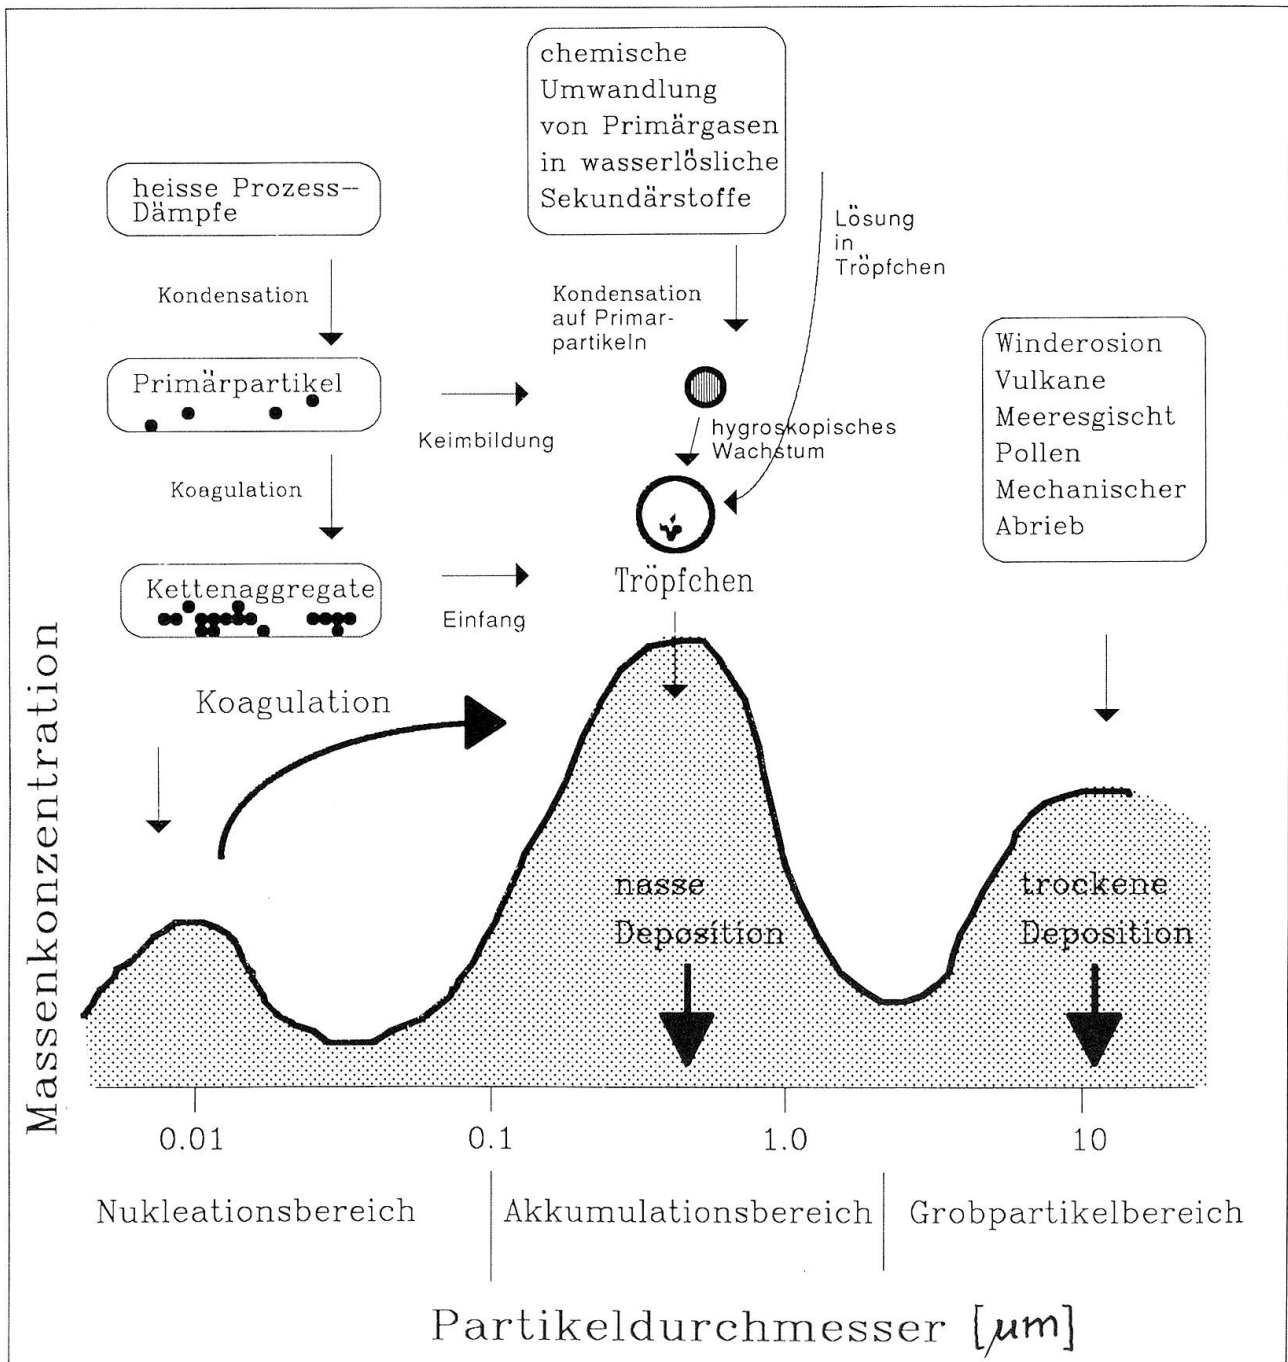 chemische
Umwandlung
von Primärgasen
in wasserlösliche
Sekundärstoffe
heisse Prozess-
Dämpfe
Lösung
in
Tröpfchen
Kondensation
Kondensation
auf Primar-
partikeln
Winderosion
Vulkane
Meeresgischt
Pollen
Mechanischer
Abrieb
Primärpartikel
Keimbildung
hygroskopisches
Wachstum
Koagulation
Kettenaggregate
Einfang
Tröpfchen
Koagulation
Massenkonzentration
nasse
Deposition
trockene
Deposition
0.01 0.1 1.0 10
Nukleationsbereich Akkumulationsbereich Grobpartikelbereich
Partikeldurchmesser [µm]